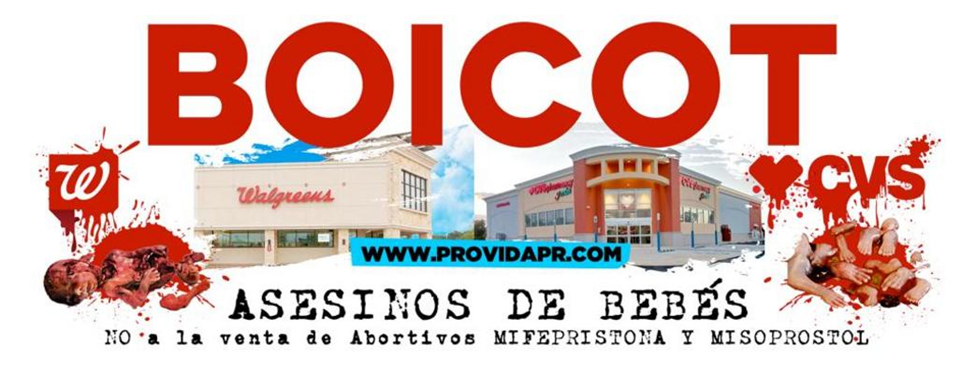 BOICOT
W
Walgreens
CVS
WWW.PROVIDAPR.COM
ASESINOS DE BEBÉS
NO a la venta de Abortivos MIFEPRISTONA Y MISOPROSTOL